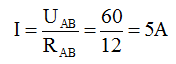 I = U_AB / R_AB = 60 / 12 = 5A